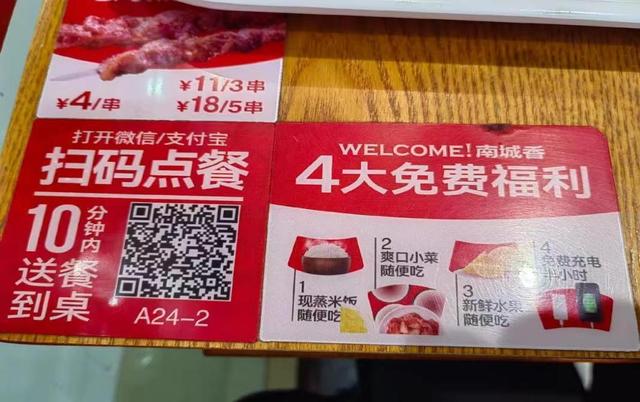 ¥11/3串
¥4/串
¥18/5串
打开微信/支付宝
扫码点餐
10分钟内
送餐
到桌
A24-2
WELCOME!南城香
4大免费福利
1
现蒸米饭
随便吃
2
爽口小菜
随便吃
3
新鲜水果
随便吃
4
免费充电
半小时